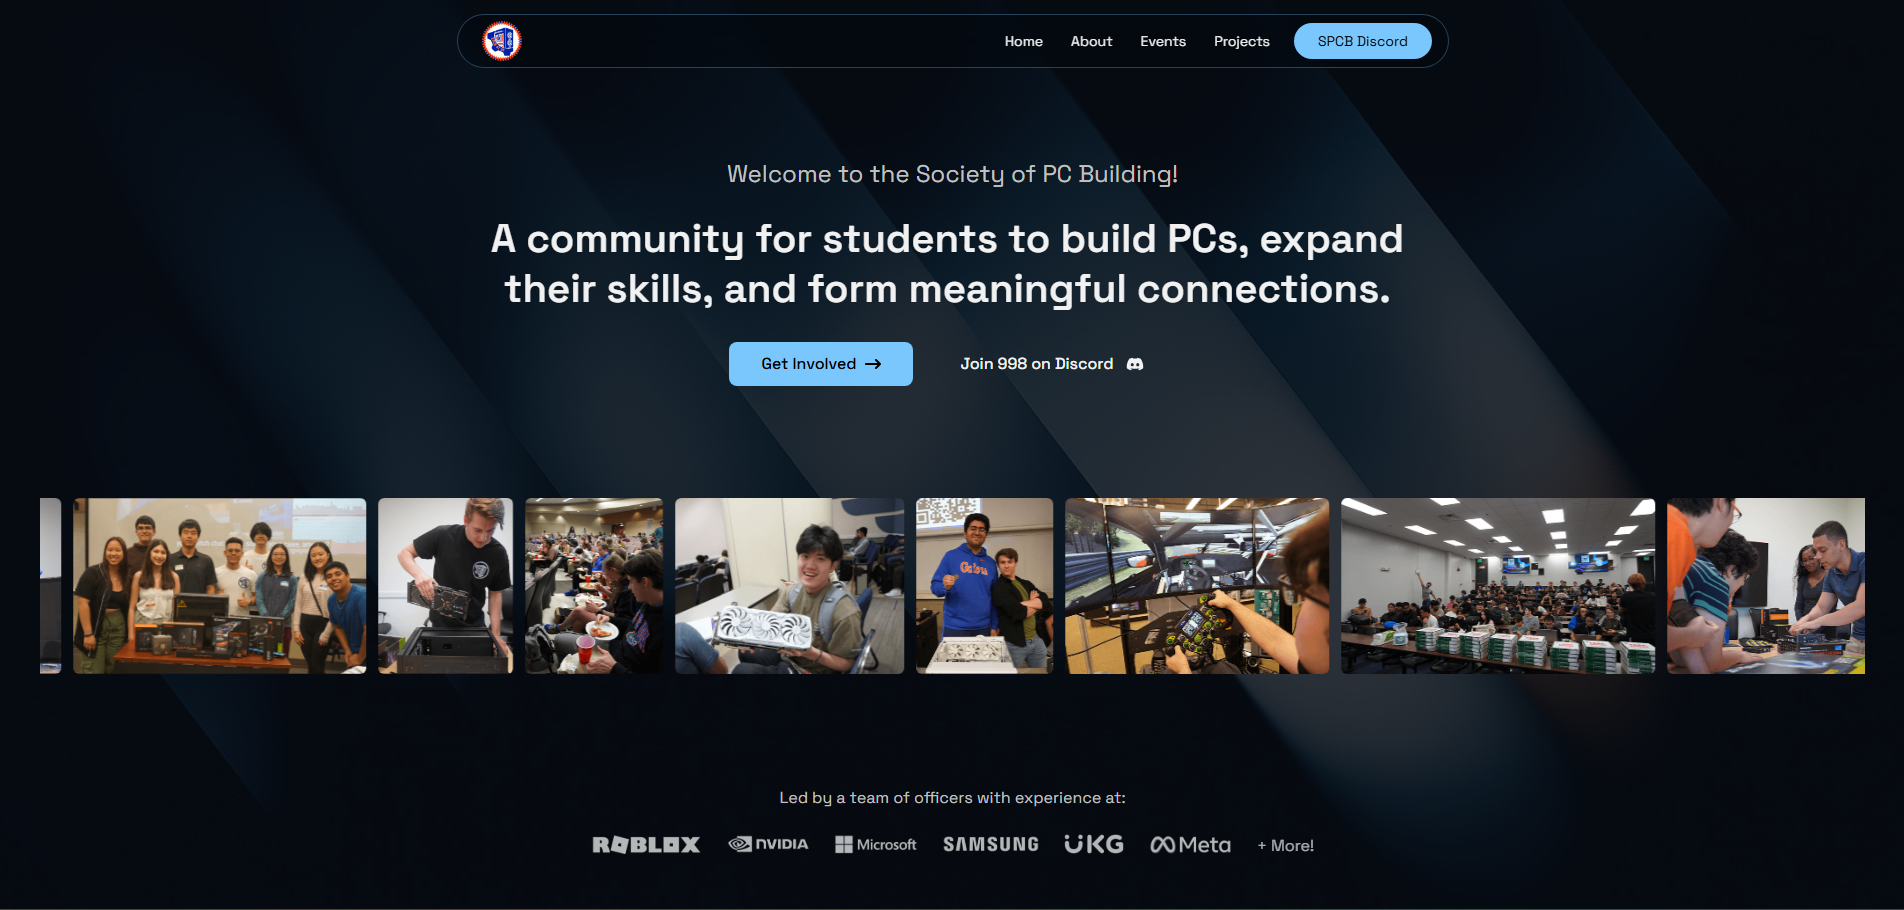 Home
About
Events
Projects
SPCB Discord
Welcome to the Society of PC Building!
A community for students to build PCs, expand
their skills, and form meaningful connections.
Get Involved
Join 998 on Discord
Gators
Led by a team of officers with experience at:
ROBLOX
NVIDIA
Microsoft
SAMSUNG
UKG
Meta
+ More!